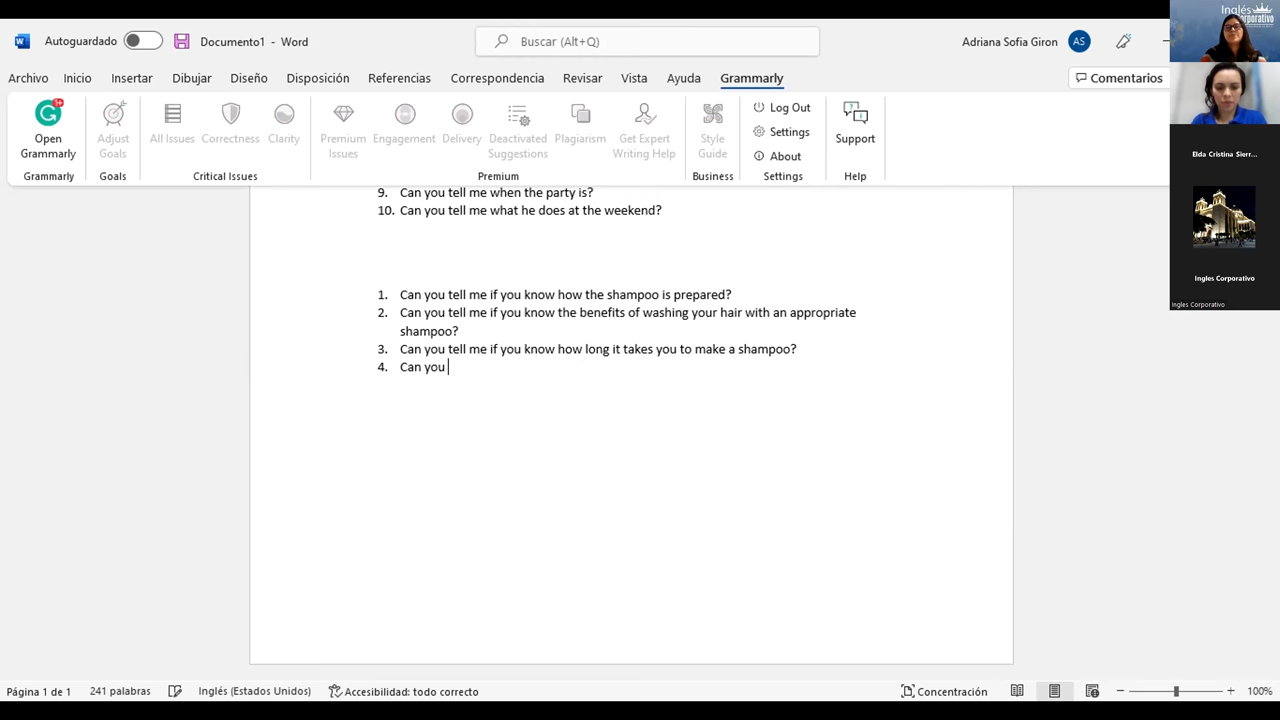 Autoguardado
Documento1 - Word
Buscar (Alt+Q)
Adriana Sofia Giron
AS
Inglés
Corporativo
Archivo Inicio Insertar Dibujar Diseño Disposición Referencias Correspondencia Revisar Vista Ayuda Grammarly
Comentarios
Open
Grammarly
Adjust
Goals
All Issues
Correctness
Clarity
Premium
Issues
Engagement
Delivery
Deactivated
Suggestions
Plagiarism
Get Expert
Writing Help
Style
Guide
Log Out
Settings
About
Support
Grammarly
Goals
Critical Issues
Premium
Business
Settings
Help
Elda Cristina Sierr...
Ingles Corporativo
Ingles Corporativo
9. Can you tell me when the party is?
10. Can you tell me what he does at the weekend?
1. Can you tell me if you know how the shampoo is prepared?
2. Can you tell me if you know the benefits of washing your hair with an appropriate
shampoo?
3. Can you tell me if you know how long it takes you to make a shampoo?
4. Can you
Página 1 de 1
241 palabras
Inglés (Estados Unidos)
Accesibilidad: todo correcto
Concentración
100%